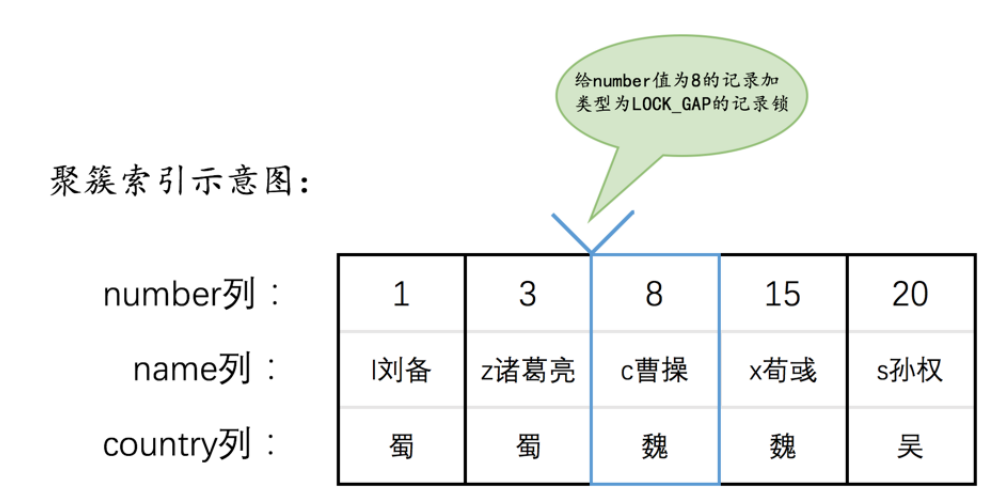 给number值为8的记录加
类型为LOCK_GAP的记录锁
聚簇索引示意图：
number列： 1 3 8 15 20
name列： l刘备 z诸葛亮 c曹操 x荀彧 s孙权
country列： 蜀 蜀 魏 魏 吴